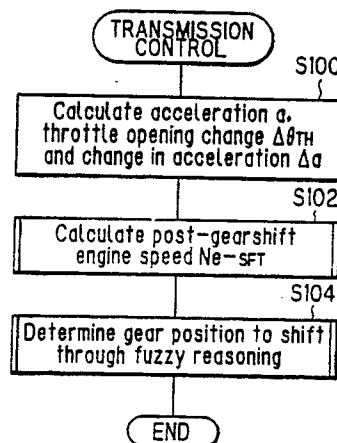 TRANSMISSION
CONTROL
S100
Calculate acceleration a.
throttle opening change ΔθTH
and change in acceleration Δa
S102
Calculate post-gearshift
engine speed Ne-SFT
S104
Determine gear position to shift
through fuzzy reasoning
END